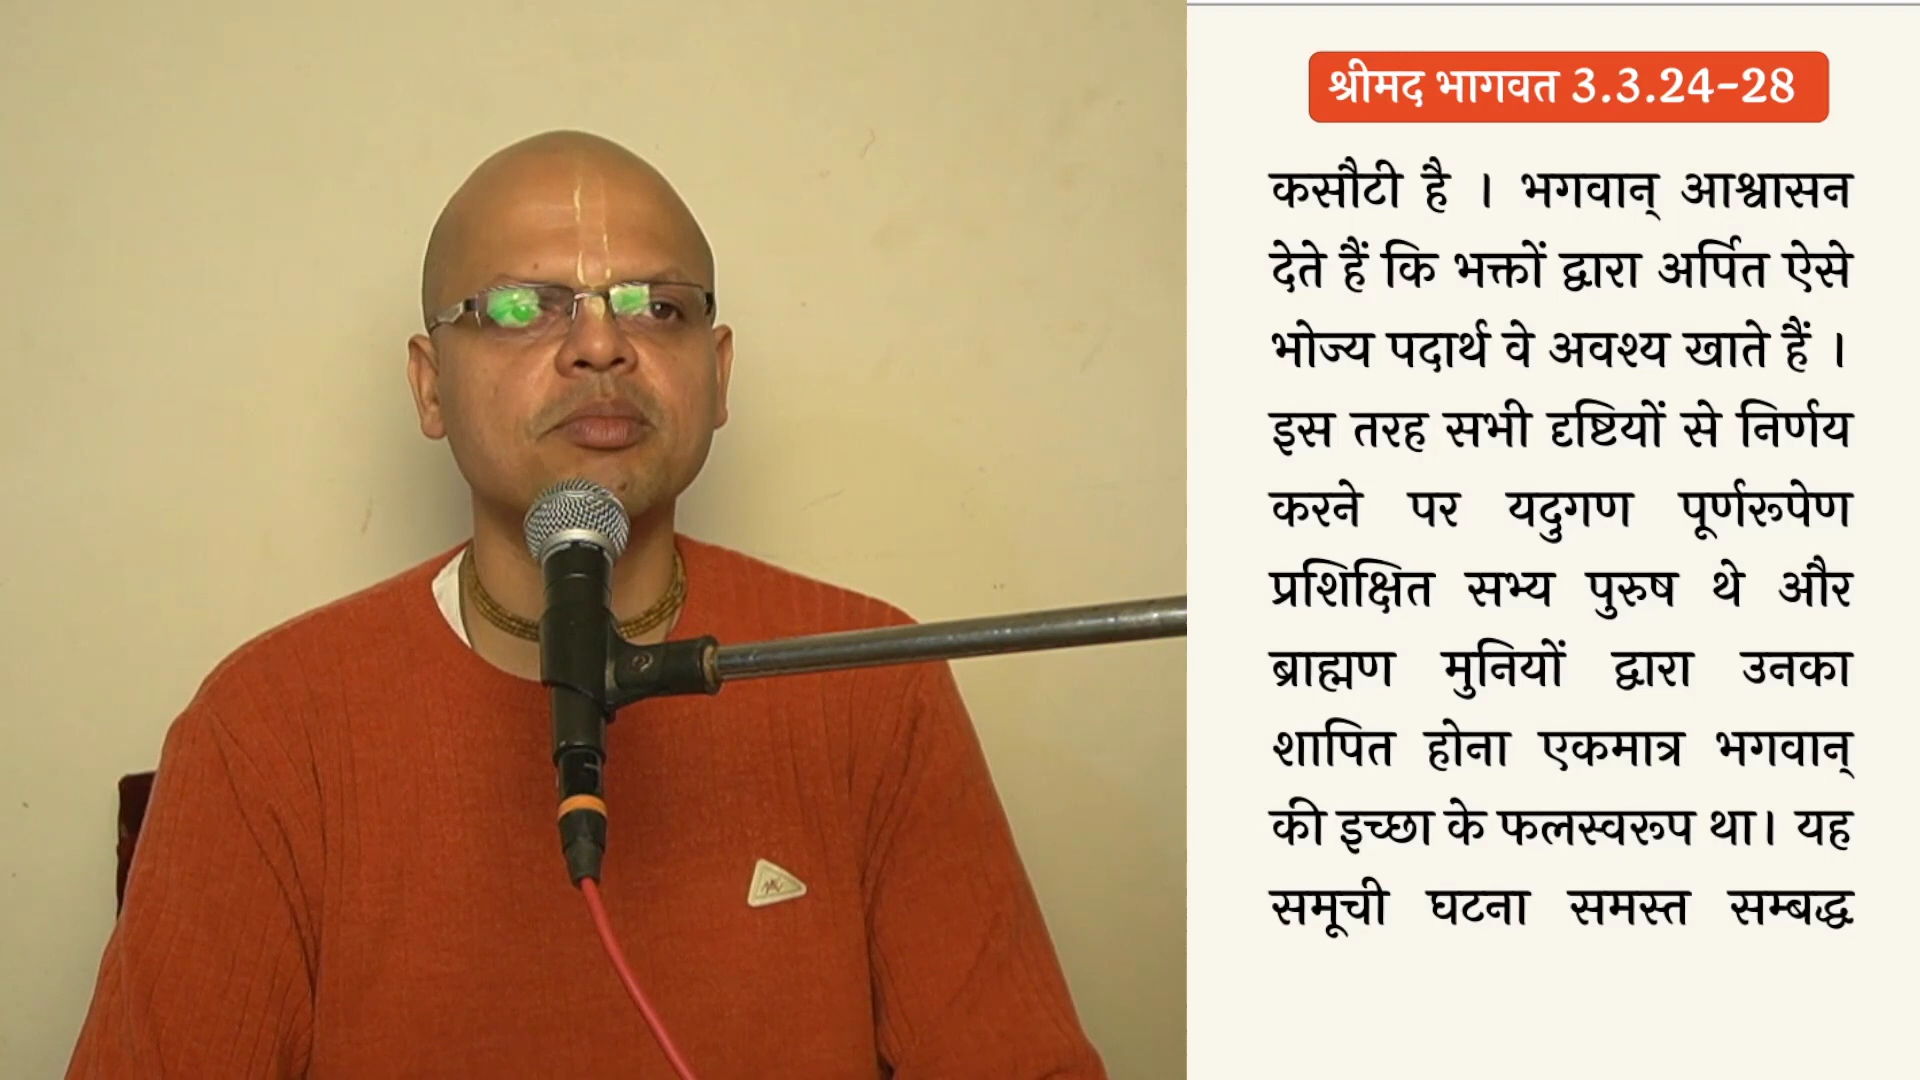 श्रीमद भागवत 3.3.24-28
कसौटी है । भगवान् आश्वासन
देते हैं कि भक्तों द्वारा अर्पित ऐसे
भोज्य पदार्थ वे अवश्य खाते हैं ।
इस तरह सभी दृष्टियों से निर्णय
करने पर यदुगण पूर्णरूपेण
प्रशिक्षित सभ्य पुरुष थे और
ब्राह्मण मुनियों द्वारा उनका
शापित होना एकमात्र भगवान्
की इच्छा के फलस्वरूप था। यह
समूची घटना समस्त सम्बद्ध